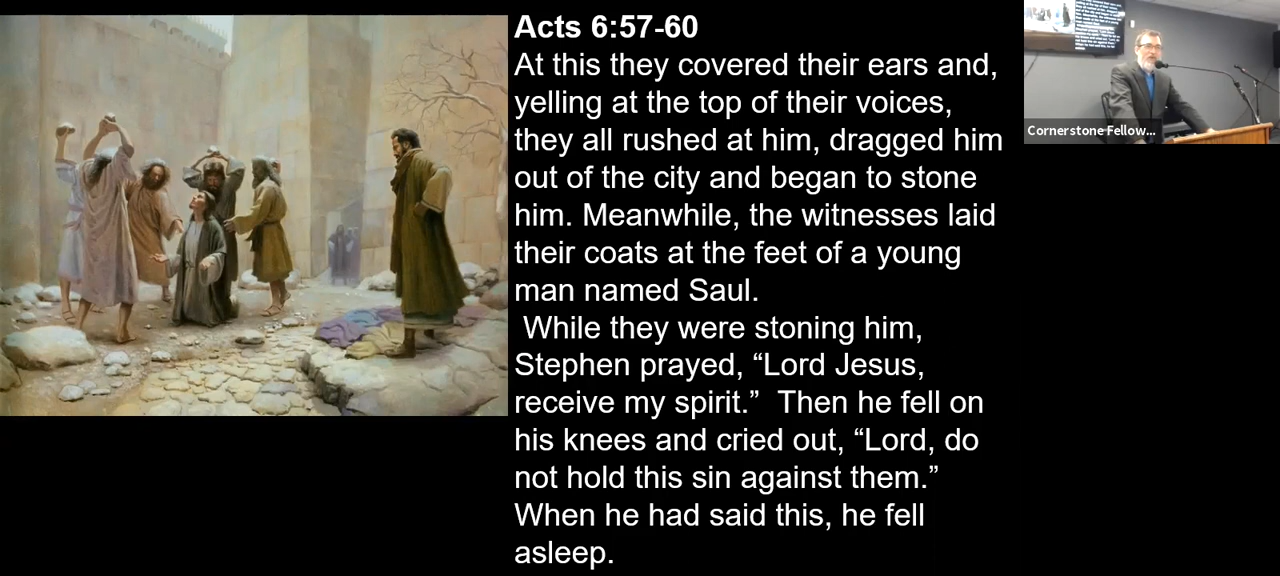 Acts 6:57-60
At this they covered their ears and,
yelling at the top of their voices,
they all rushed at him, dragged him
out of the city and began to stone
him. Meanwhile, the witnesses laid
their coats at the feet of a young
man named Saul.
While they were stoning him,
Stephen prayed, “Lord Jesus,
receive my spirit.”  Then he fell on
his knees and cried out, “Lord, do
not hold this sin against them.”
When he had said this, he fell
asleep.
Cornerstone Fellow...